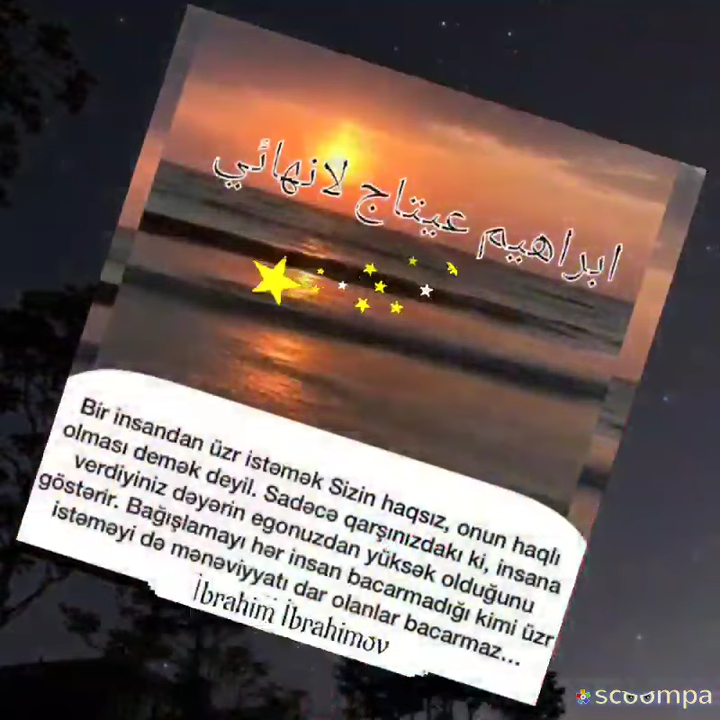 ابراهيم عيتاج لانهائي
Bir insandan üzr istəmək Sizin haqsız, onun haqlı
olması demək deyil. Sadəcə qarşınızdakı ki, insana
verdiyiniz dəyərin egonuzdan yüksək olduğunu
göstərir. Bağışlamayı hər insan bacarmadığı kimi üzr
istəməyi də mənəviyyatı dar olanlar bacarmaz...
İbrahim İbrahimov
scoompa